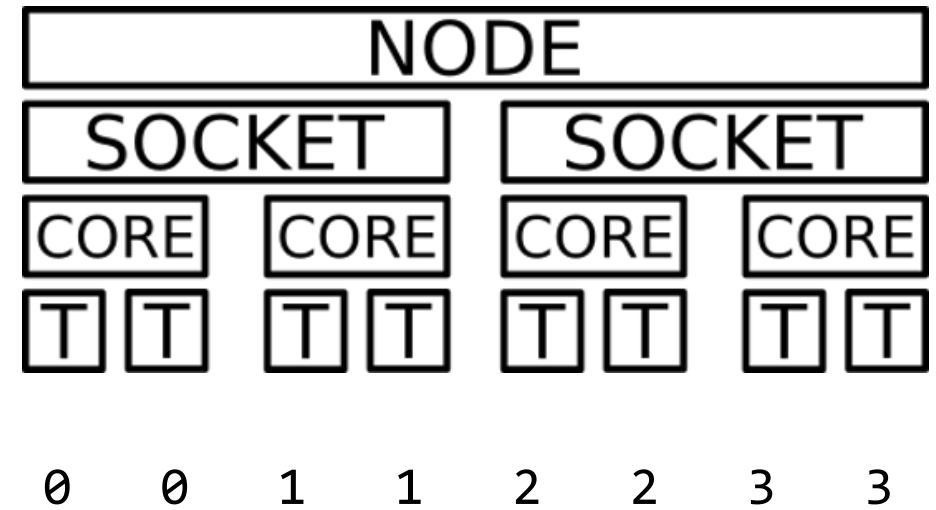 NODE
SOCKET SOCKET
CORE CORE CORE CORE
T T T T T T T T
0 0 1 1 2 2 3 3